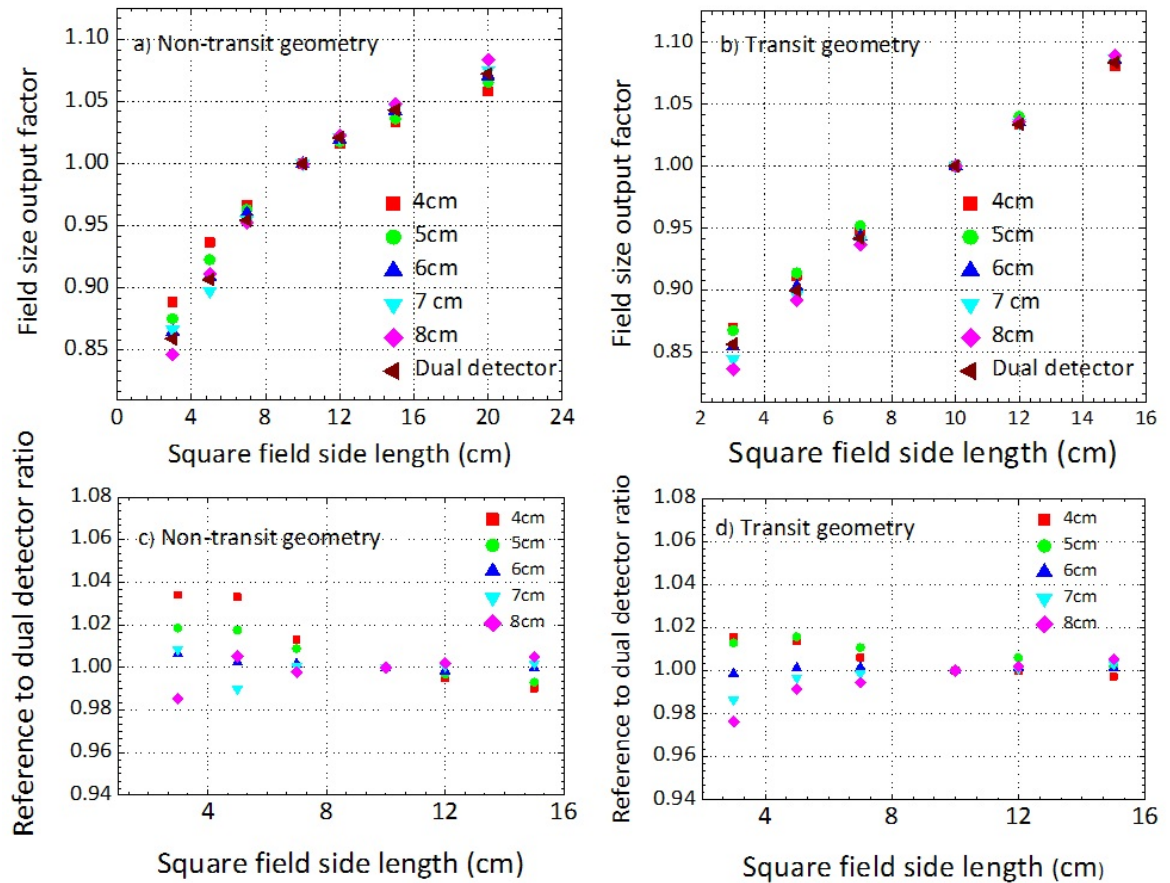 a) Non-transit geometry
Field size output factor
1.10
1.05
1.00
0.95
0.90
0.85
4cm
5cm
6cm
7 cm
8cm
Dual detector
0 4 8 12 16 20 24
Square field side length (cm)
b) Transit geometry
Field size output factor
1.10
1.05
1.00
0.95
0.90
0.85
4cm
5cm
6cm
7 cm
8cm
Dual detector
2 4 6 8 10 12 14 16
Square field side length (cm)
c) Non-transit geometry
Reference to dual detector ratio
1.08
1.06
1.04
1.02
1.00
0.98
0.96
0.94
4cm
5cm
6cm
7cm
8cm
4 8 12 16
Square field side length (cm)
d) Transit geometry
Reference to dual detector ratio
1.08
1.06
1.04
1.02
1.00
0.98
0.96
0.94
4cm
5cm
6cm
7cm
8cm
4 8 12 16
Square field side length (cm)